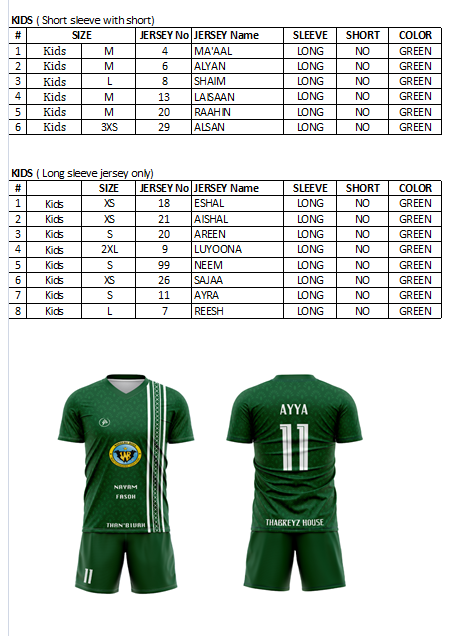 KIDS ( Short sleeve with short)
# SIZE JERSEY No JERSEY Name SLEEVE SHORT COLOR
1 Kids M 4 MA'AAL LONG NO GREEN
2 Kids M 6 ALYAN LONG NO GREEN
3 Kids L 8 SHAIM LONG NO GREEN
4 Kids M 13 LAISAAN LONG NO GREEN
5 Kids M 20 RAAHIN LONG NO GREEN
6 Kids 3XS 29 ALSAN LONG NO GREEN
KIDS ( Long sleeve jersey only)
# SIZE JERSEY No JERSEY Name SLEEVE SHORT COLOR
1 Kids XS 18 ESHAL LONG NO GREEN
2 Kids XS 21 AISHAL LONG NO GREEN
3 Kids S 20 AREEN LONG NO GREEN
4 Kids 2XL 9 LUYOONA LONG NO GREEN
5 Kids S 99 NEEM LONG NO GREEN
6 Kids XS 26 SAJAA LONG NO GREEN
7 Kids S 11 AYRA LONG NO GREEN
8 Kids L 7 REESH LONG NO GREEN
NAYAM
FASOH
THAN'BIVAH
11
AYYA
11
THABREYZ HOUSE